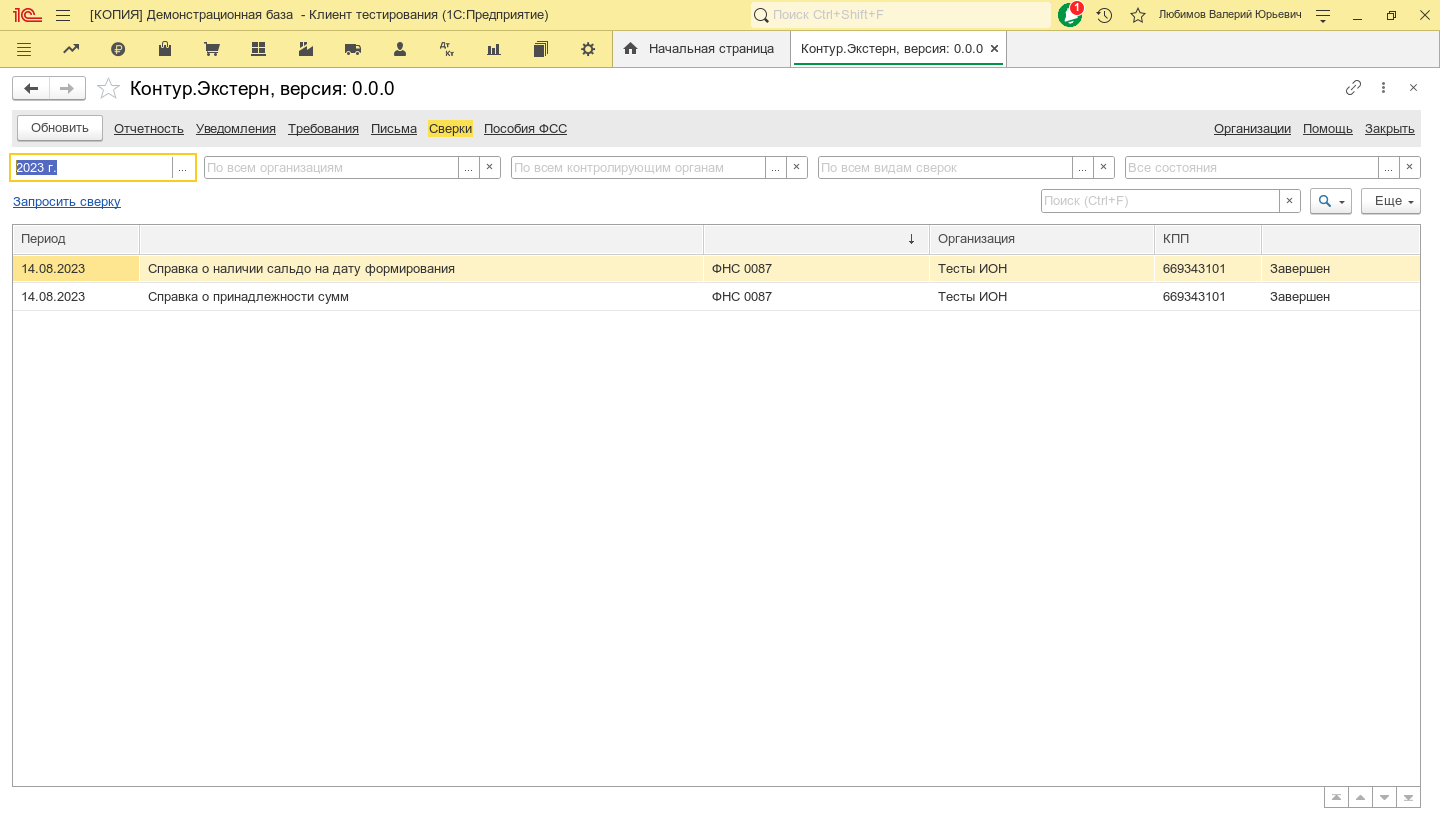 [КОПИЯ] Демонстрационная база - Клиент тестирования (1С:Предприятие)
Поиск Ctrl+Shift+F
1
Любимов Валерий Юрьевич
Дт Кт
Начальная страница
Контур.Экстерн, версия: 0.0.0
Контур.Экстерн, версия: 0.0.0
Обновить Отчетность Уведомления Требования Письма Сверки Пособия ФСС Организации Помощь Закрыть
2023 г. ... По всем организациям ... По всем контролирующим органам ... По всем видам сверок ... Все состояния ...
Запросить сверку Поиск (Ctrl+F) Еще
Период Организация КПП
14.08.2023 Справка о наличии сальдо на дату формирования ФНС 0087 Тесты ИОН 669343101 Завершен
14.08.2023 Справка о принадлежности сумм ФНС 0087 Тесты ИОН 669343101 Завершен